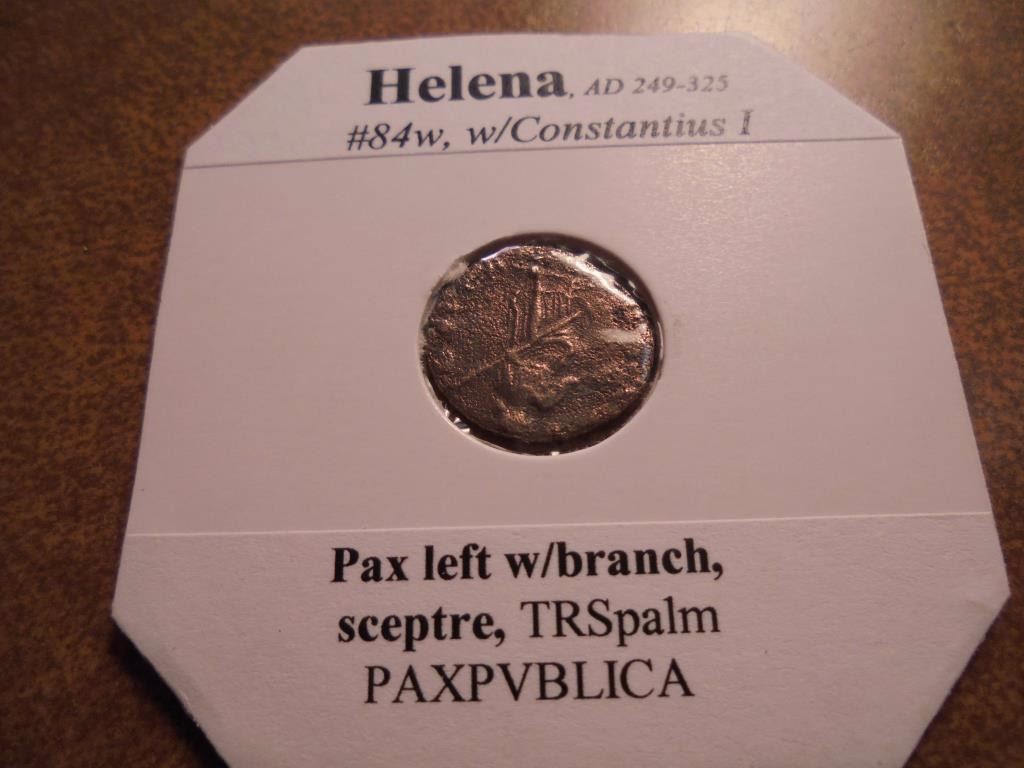 Helena, AD 249-325
#84w, w/Constantius I
Pax left w/branch,
sceptre, TRSpalm
PAXPVBLICA